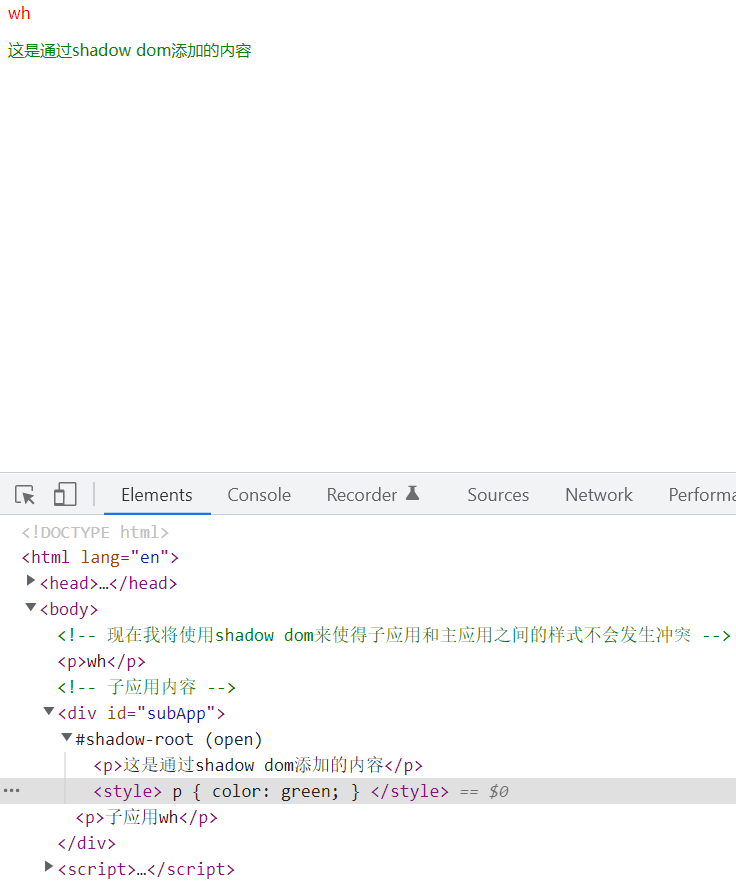 wh
这是通过shadow dom添加的内容
Elements Console Recorder Sources Network Performa
<!DOCTYPE html>
<html lang="en">
<head>…</head>
<body>
<!-- 现在我将使用shadow dom来使得子应用和主应用之间的样式不会发生冲突 -->
<p>wh</p>
<!-- 子应用内容 -->
<div id="subApp">
#shadow-root (open)
<p>这是通过shadow dom添加的内容</p>
<style> p { color: green; } </style> == $0
<p>子应用wh</p>
</div>
<script>…</script>